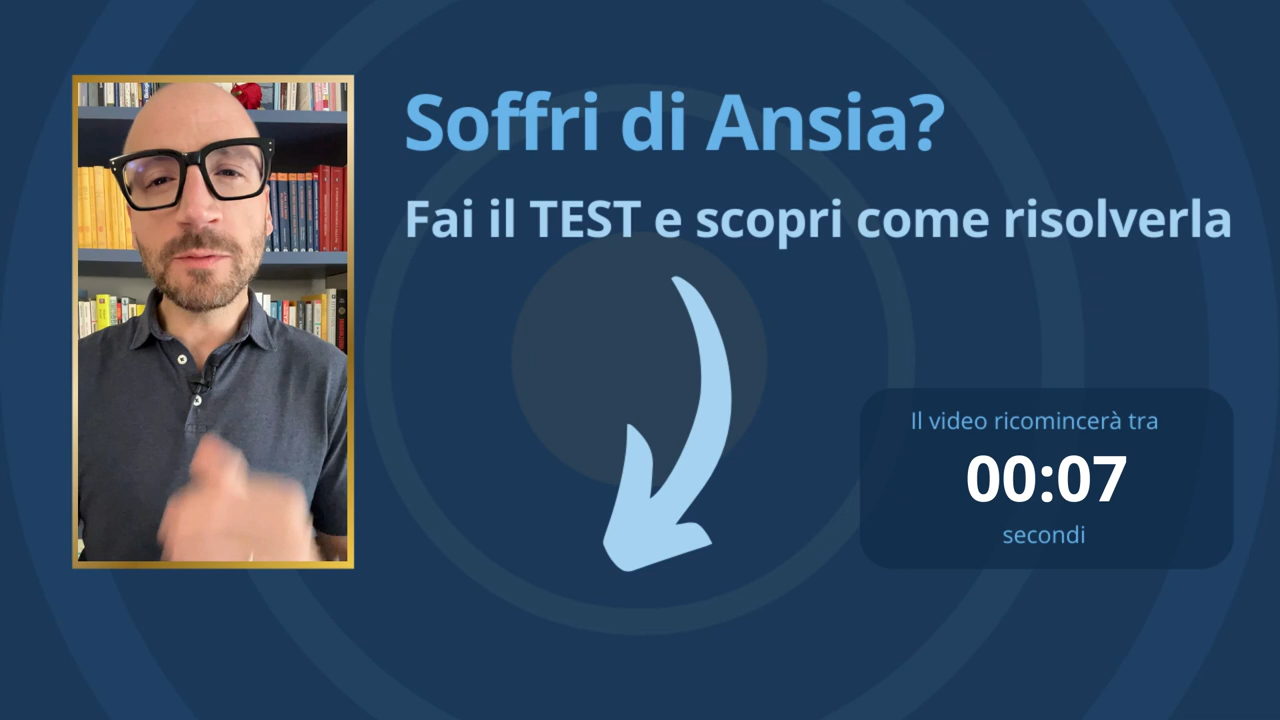 Soffri di Ansia?
Fai il TEST e scopri come risolverla
Il video ricomincerà tra
00:07
secondi